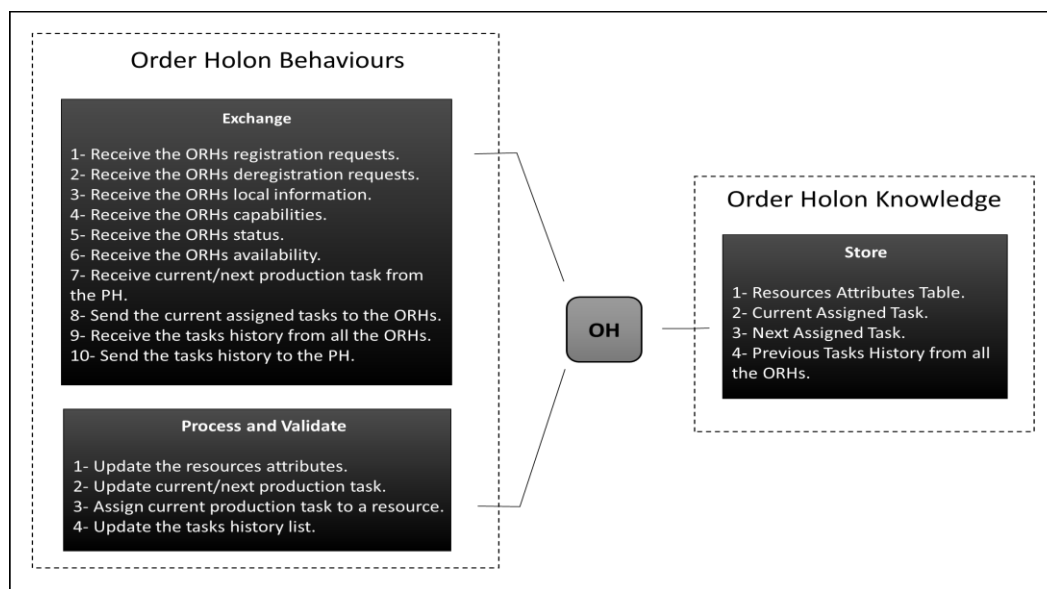 Order Holon Behaviours
Exchange
1- Receive the ORHs registration requests.
2- Receive the ORHs deregistration requests.
3- Receive the ORHs local information.
4- Receive the ORHs capabilities.
5- Receive the ORHs status.
6- Receive the ORHs availability.
7- Receive current/next production task from
the PH.
8- Send the current assigned tasks to the ORHs.
9- Receive the tasks history from all the ORHs.
10- Send the tasks history to the PH.
Process and Validate
1- Update the resources attributes.
2- Update current/next production task.
3- Assign current production task to a resource.
4- Update the tasks history list.
OH
Order Holon Knowledge
Store
1- Resources Attributes Table.
2- Current Assigned Task.
3- Next Assigned Task.
4- Previous Tasks History from all
the ORHs.